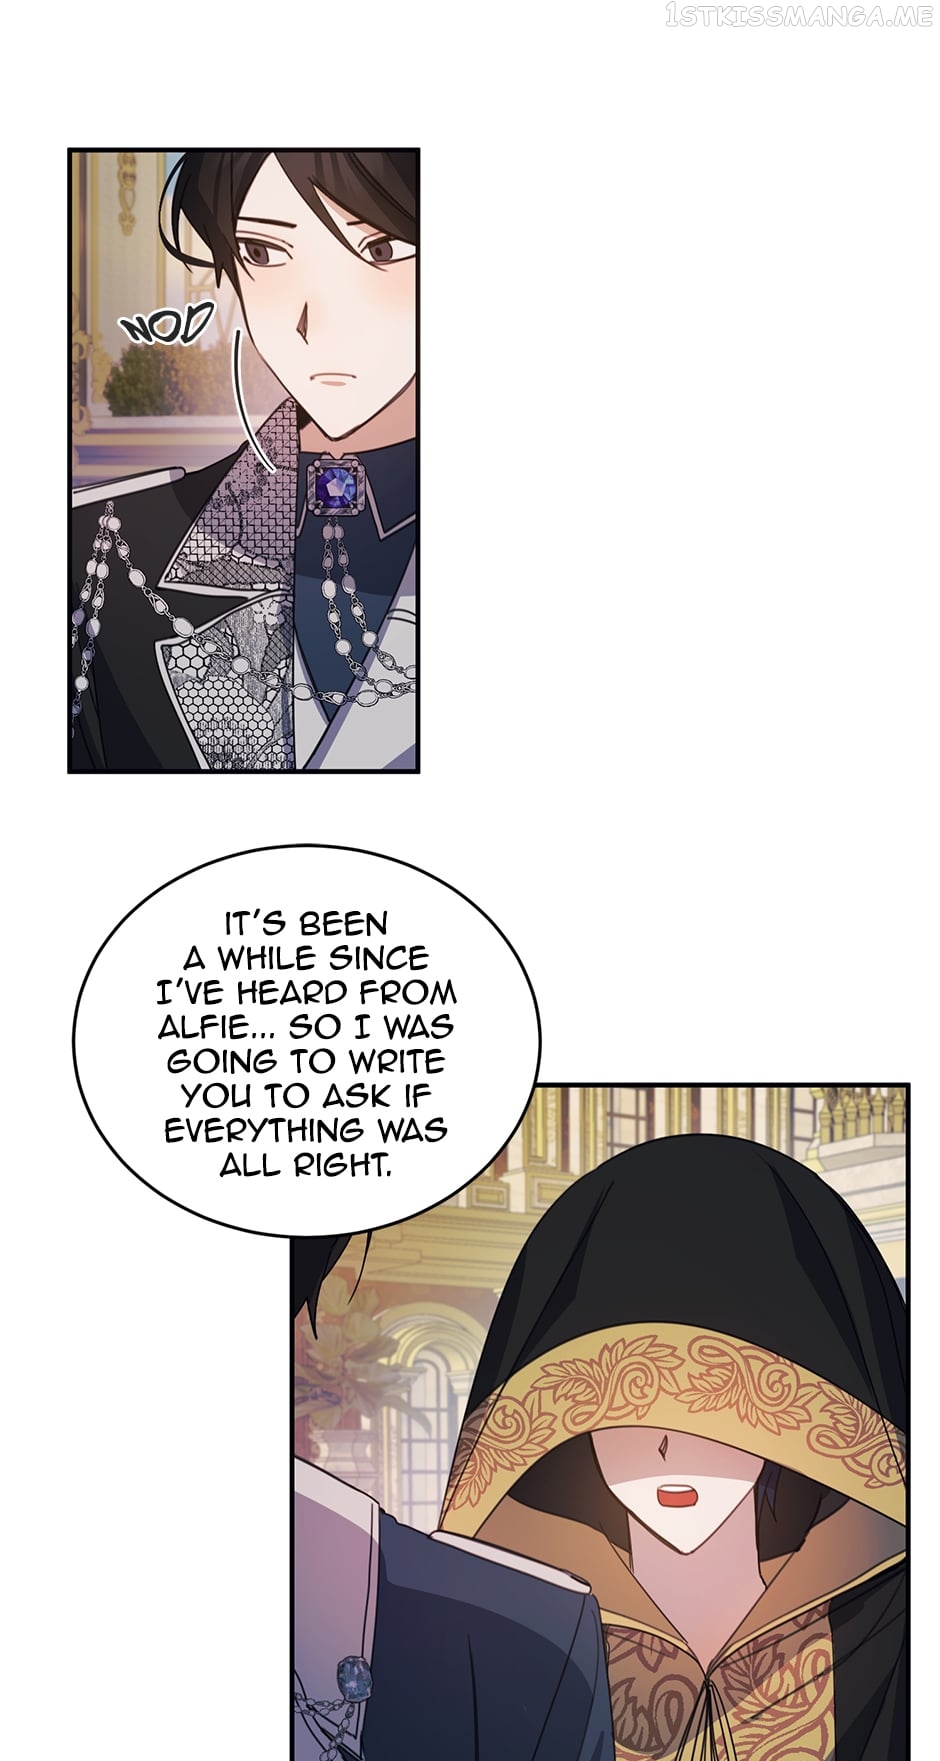 1STKISSMANGA.ME
NOD
IT'S BEEN
A WHILE SINCE
I'VE HEARD FROM
ALFIE... SO I WAS
GOING TO WRITE
YOU TO ASK IF
EVERYTHING WAS
ALL RIGHT.